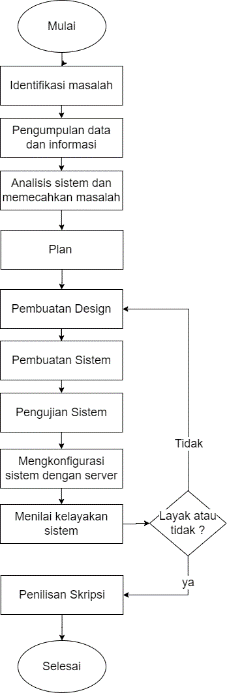 Mulai
Identifikasi masalah
Pengumpulan data
dan informasi
Analisis sistem dan
memecahkan masalah
Plan
Pembuatan Design
Pembuatan Sistem
Pengujian Sistem
Mengkonfigurasi
sistem dengan server
Menilai kelayakan
sistem
Layak atau
tidak ?
Tidak
ya
Penilisan Skripsi
Selesai